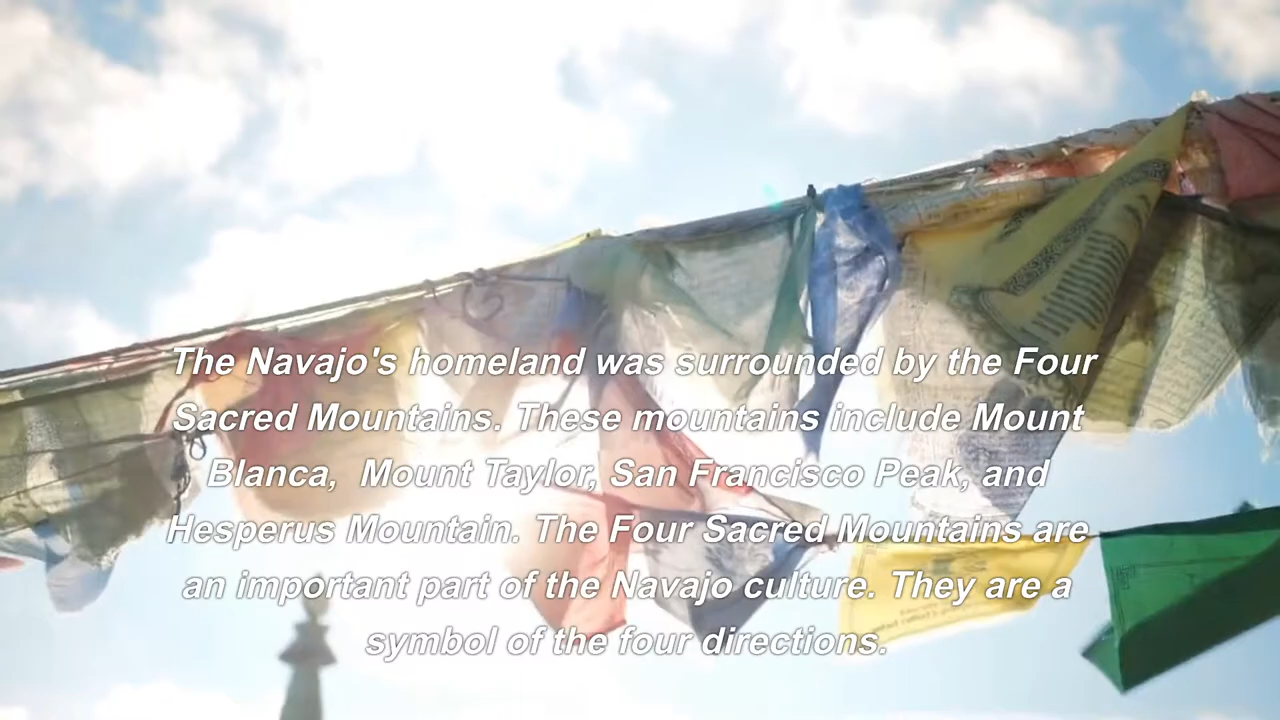 The Navajo's homeland was surrounded by the Four
Sacred Mountains. These mountains include Mount
Blanca,  Mount Taylor, San Francisco Peak, and
Hesperus Mountain. The Four Sacred Mountains are
an important part of the Navajo culture. They are a
symbol of the four directions.